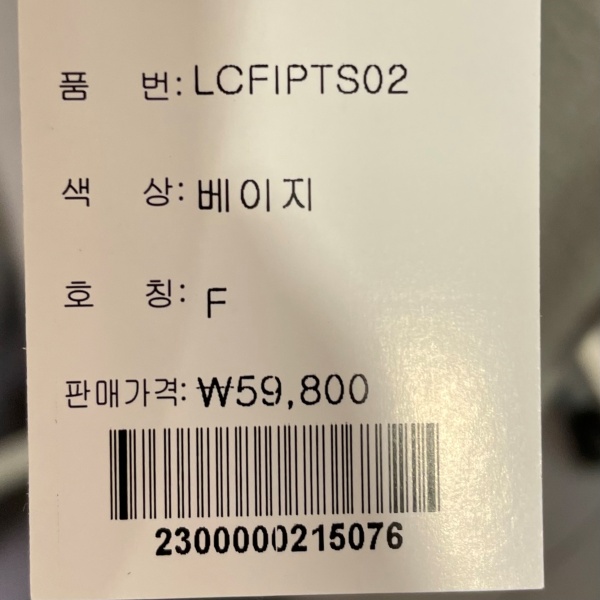 품 번: LCFIPTS02
색 상: 베이지
호 칭: F
판매가격: ₩59,800
2300000215076